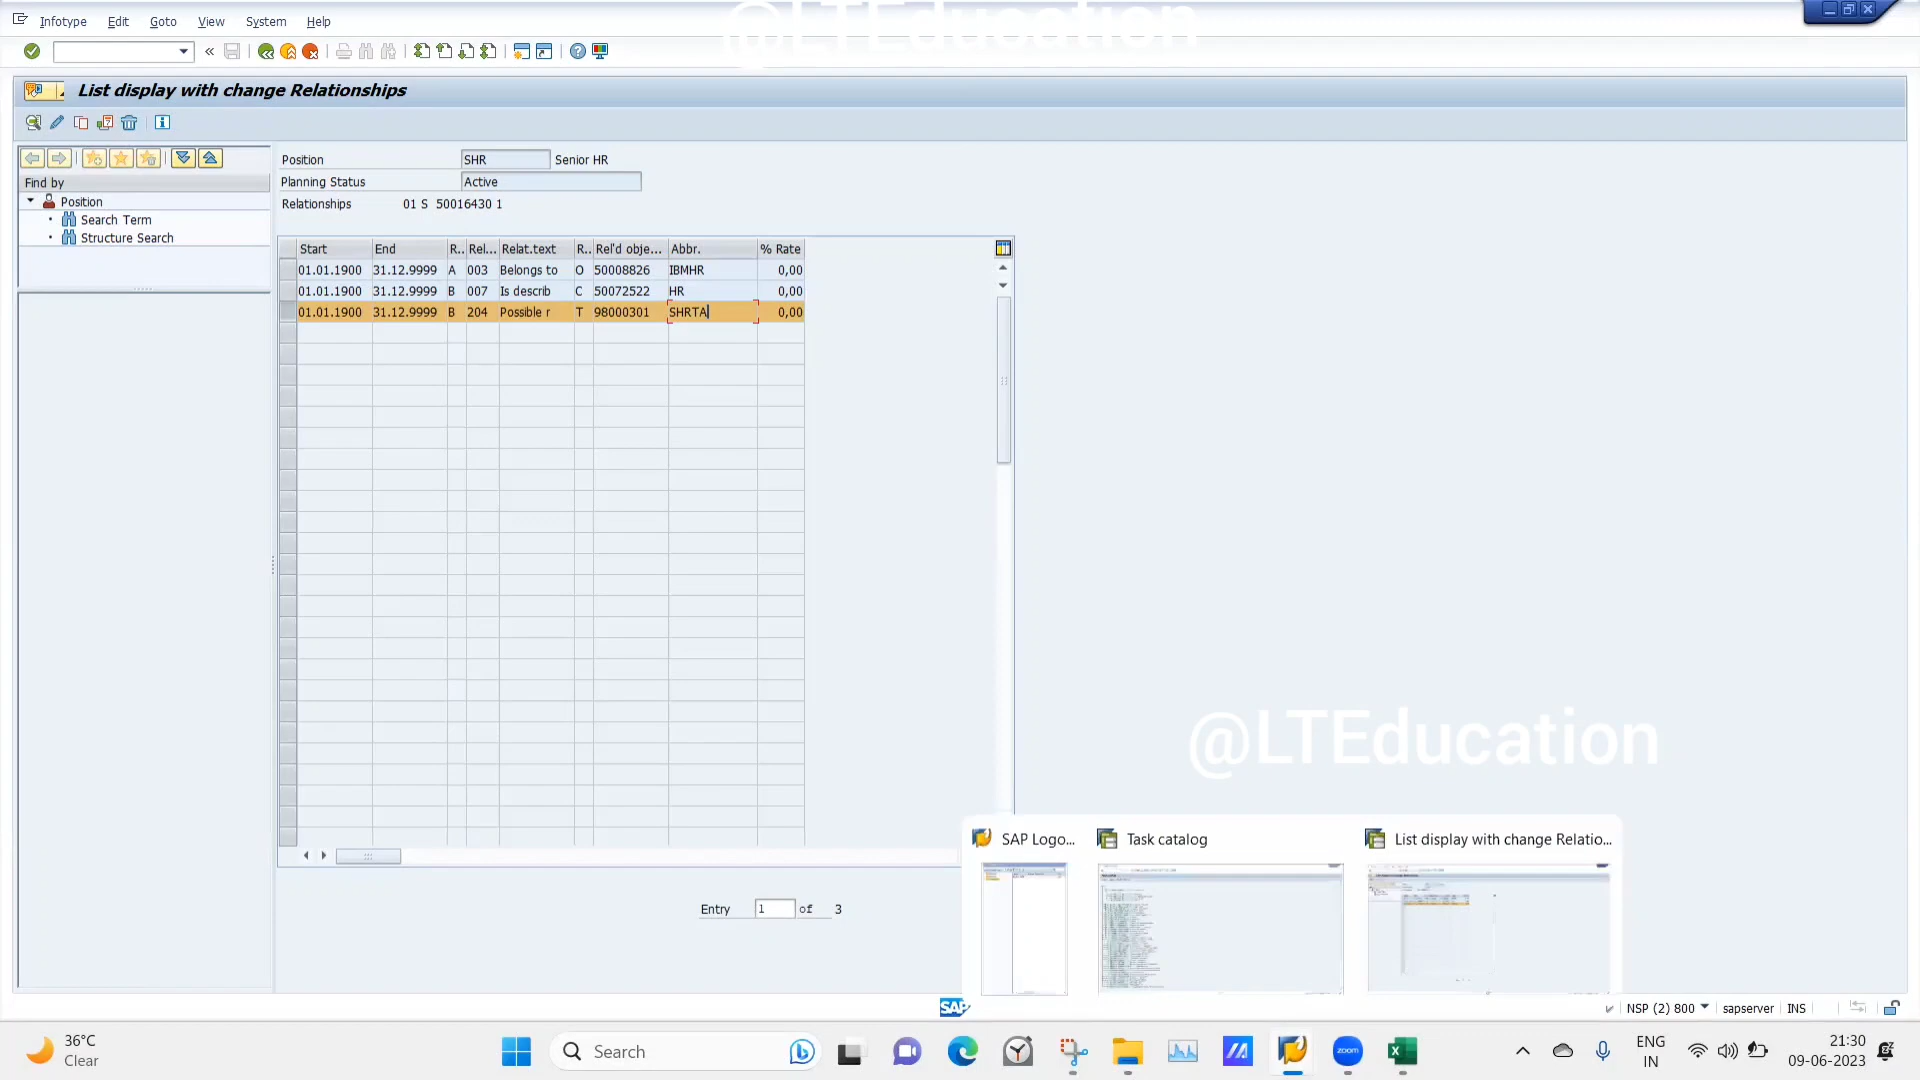 Infotype Edit Goto View System Help
@LTEducation
List display with change Relationships
Find by
Position
Search Term
Structure Search
Position SHR Senior HR
Planning Status Active
Relationships 01 S 50016430 1
Start End R.. Rel... Relat.text R.. Rel'd obje... Abbr. % Rate
01.01.1900 31.12.9999 A 003 Belongs to O 50008826 IBMHR 0,00
01.01.1900 31.12.9999 B 007 Is describ C 50072522 HR 0,00
01.01.1900 31.12.9999 B 204 Possible r T 98000301 SHRTA 0,00
@LTEducation
Entry 1 of 3
SAP Logo... Task catalog List display with change Relatio...
SAP
NSP (2) 800 sapserver INS
36°C
Clear
Search
zoom
ENG
IN
21:30
09-06-2023